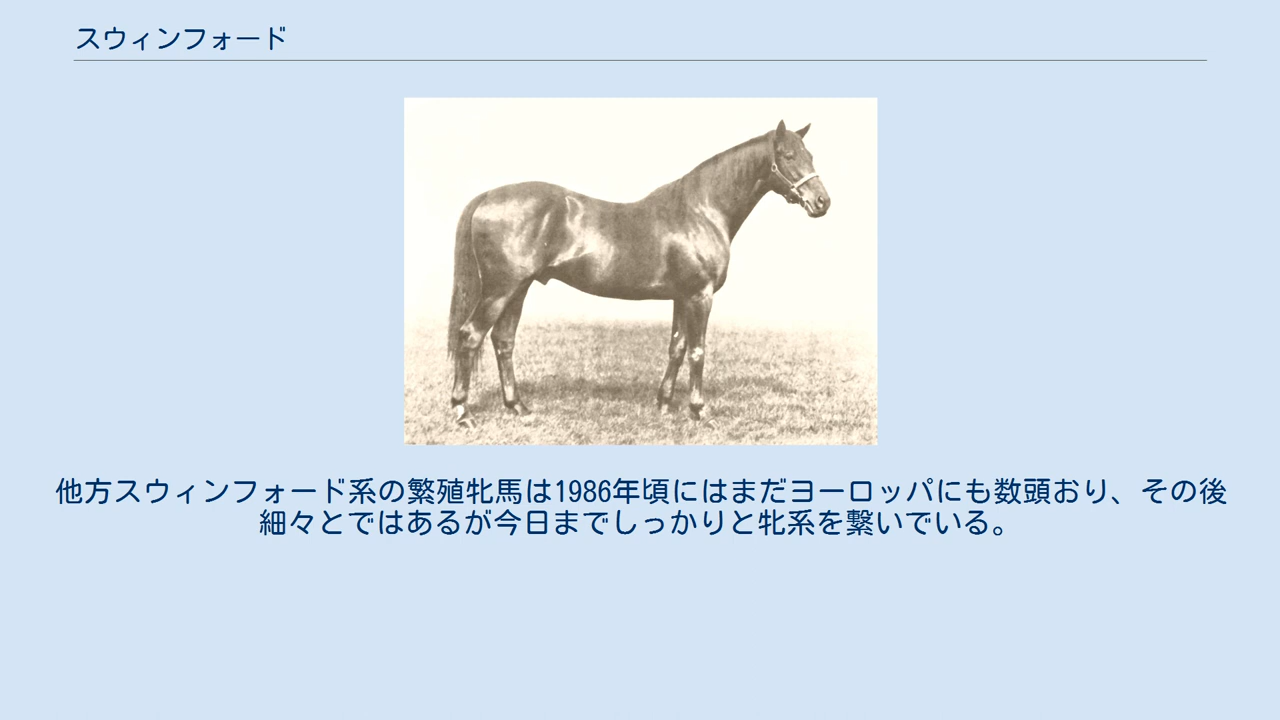 スウィンフォード
他方スウィンフォード系の繁殖牝馬は1986年頃にはまだヨーロッパにも数頭おり、その後
細々とではあるが今日までしっかりと牝系を繋いでいる。